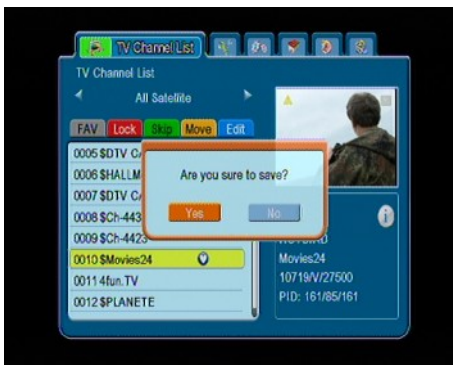 TV Channel List
TV Channel List
All Satellite
FAV Lock Skip Move Edit
0005 $DTV
0006 $HALLM
0007 $DTV
0008 $Ch-443
0009 $Ch-4423
0010 $Movies24
0011 4fun.TV
0012 $PLANETE
Are you sure to save?
Yes No
Movies24
10719/V/27500
PID: 161/85/161